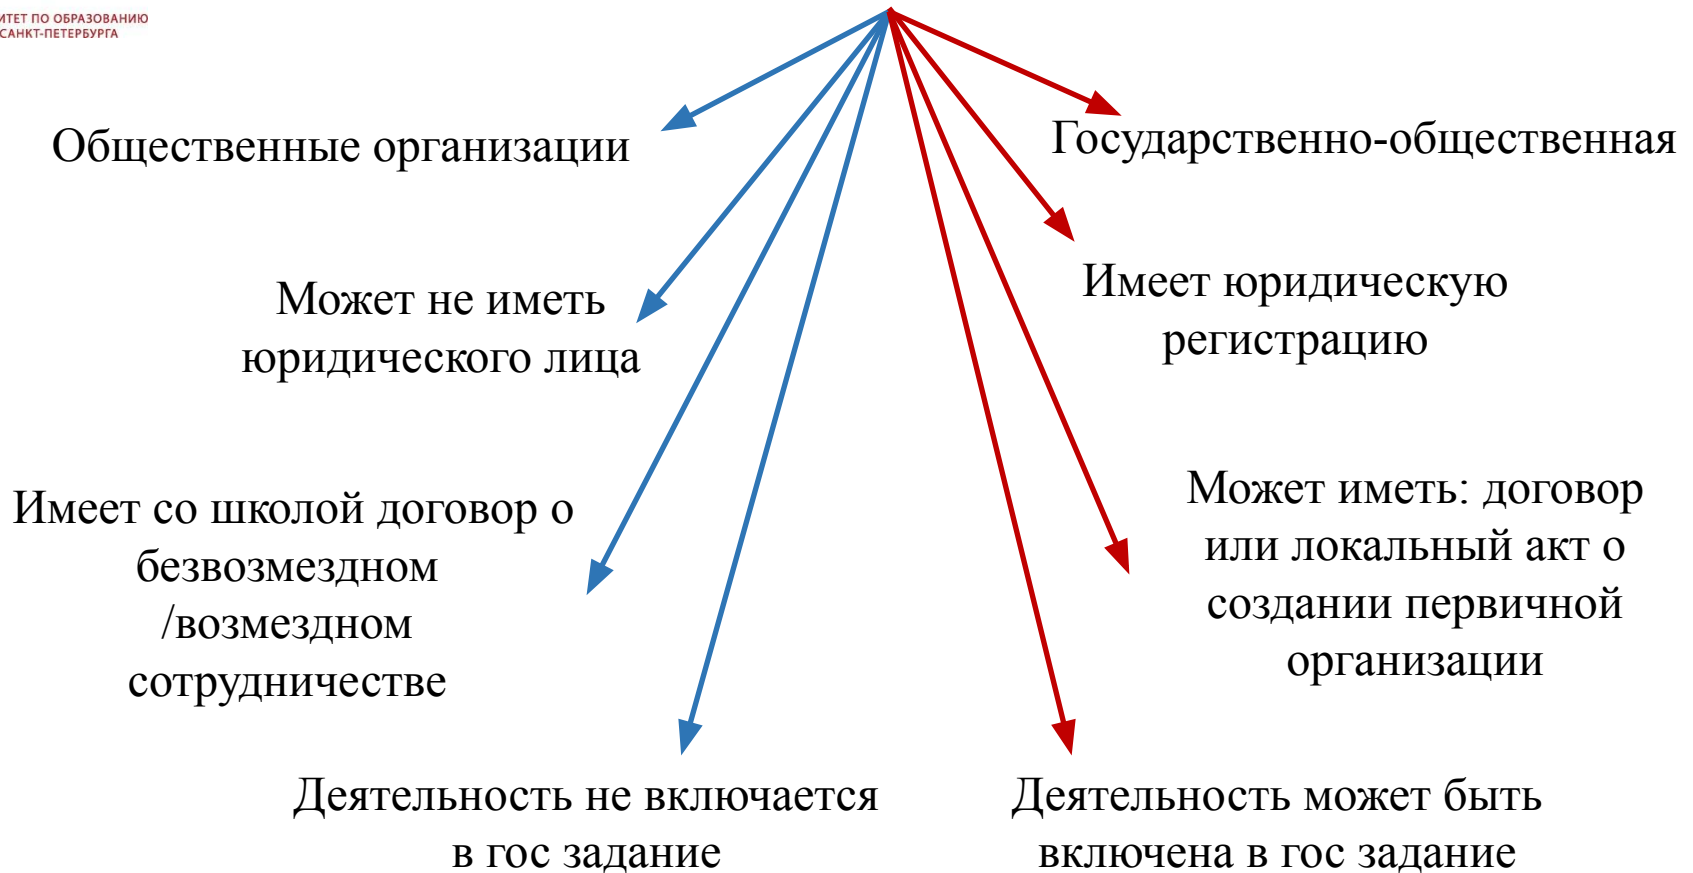 ИТЕТ ПО ОБРАЗОВАНИЮ
САНКТ-ПЕТЕРБУРГА
Общественные организации
Может не иметь
юридического лица
Имеет со школой договор о
безвозмездном
/возмездном
сотрудничестве
Деятельность не включается
в гос задание
Государственно-общественная
Имеет юридическую
регистрацию
Может иметь: договор
или локальный акт о
создании первичной
организации
Деятельность может быть
включена в гос задание